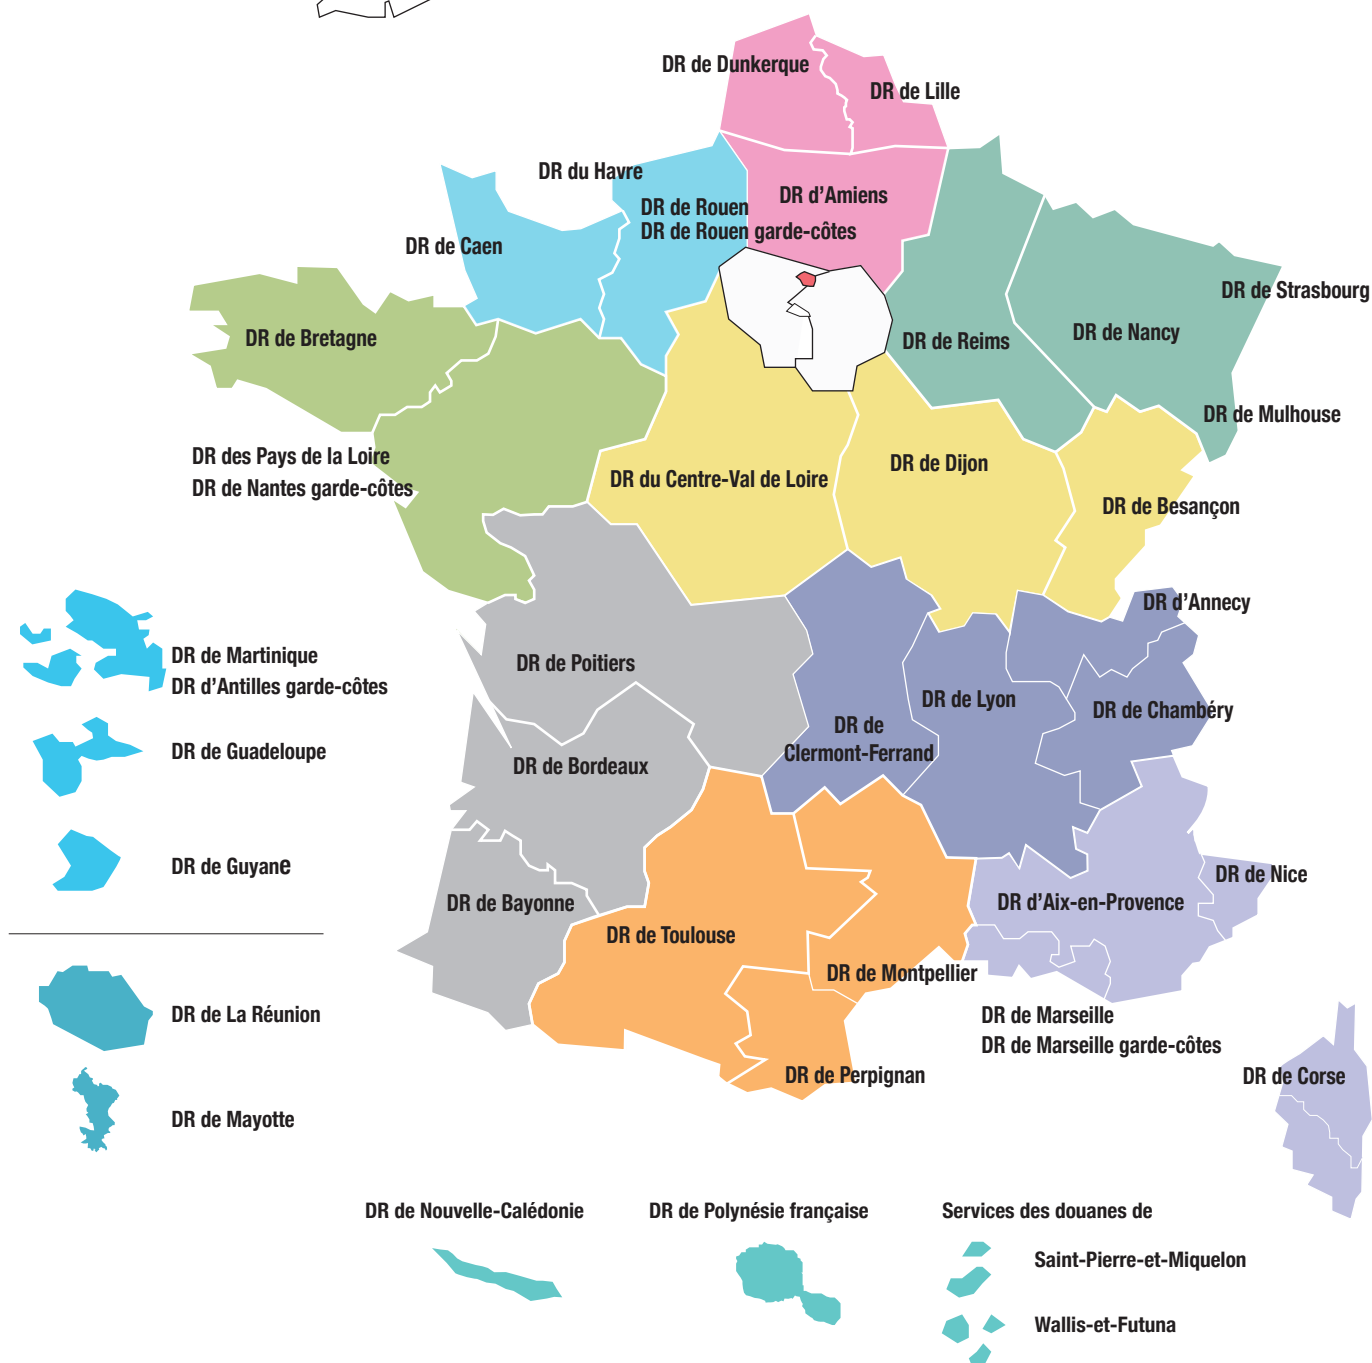 DR de Dunkerque
DR de Lille
DR du Havre
DR d’Amiens
DR de Rouen
DR de Rouen garde-côtes
DR de Caen
DR de Strasbourg
DR de Bretagne
DR de Reims
DR de Nancy
DR de Mulhouse
DR des Pays de la Loire
DR de Nantes garde-côtes
DR du Centre-Val de Loire
DR de Dijon
DR de Besançon
DR d’Annecy
DR de Martinique
DR d’Antilles garde-côtes
DR de Poitiers
DR de Lyon
DR de Chambéry
DR de
Clermont-Ferrand
DR de Guadeloupe
DR de Bordeaux
DR de Guyane
DR de Nice
DR de Bayonne
DR d’Aix-en-Provence
DR de Toulouse
DR de Montpellier
DR de La Réunion
DR de Marseille
DR de Marseille garde-côtes
DR de Perpignan
DR de Corse
DR de Mayotte
DR de Nouvelle-Calédonie
DR de Polynésie française
Services des douanes de
Saint-Pierre-et-Miquelon
Wallis-et-Futuna